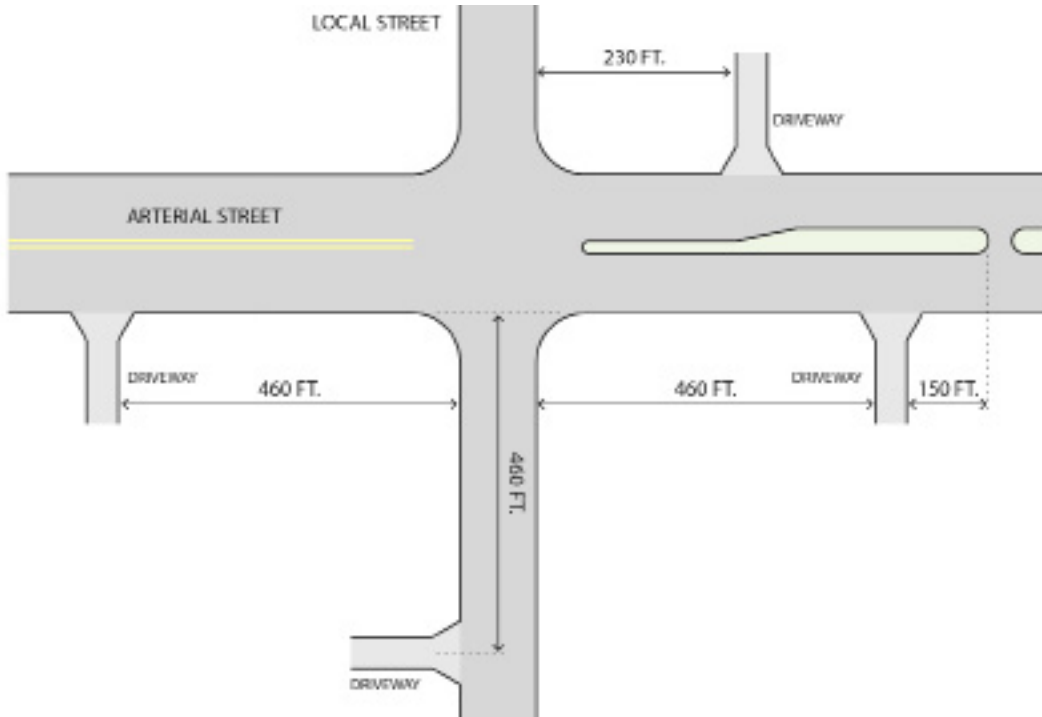 LOCAL STREET
230 FT.
DRIVEWAY
ARTERIAL STREET
DRIVEWAY
460 FT.
460 FT.
DRIVEWAY
150 FT.
460 FT.
DRIVEWAY